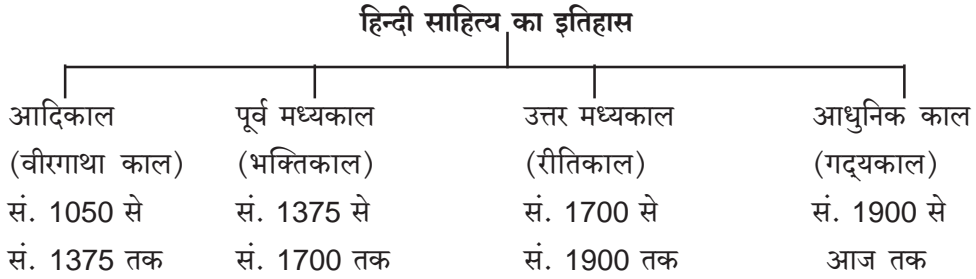 हिन्दी साहित्य का इतिहास
आदिकाल पूर्व मध्यकाल उत्तर मध्यकाल आधुनिक काल
(वीरगाथा काल) (भक्तिकाल) (रीतिकाल) (गद्यकाल)
सं. 1050 से सं. 1375 से सं. 1700 से सं. 1900 से
सं. 1375 तक सं. 1700 तक सं. 1900 तक आज तक